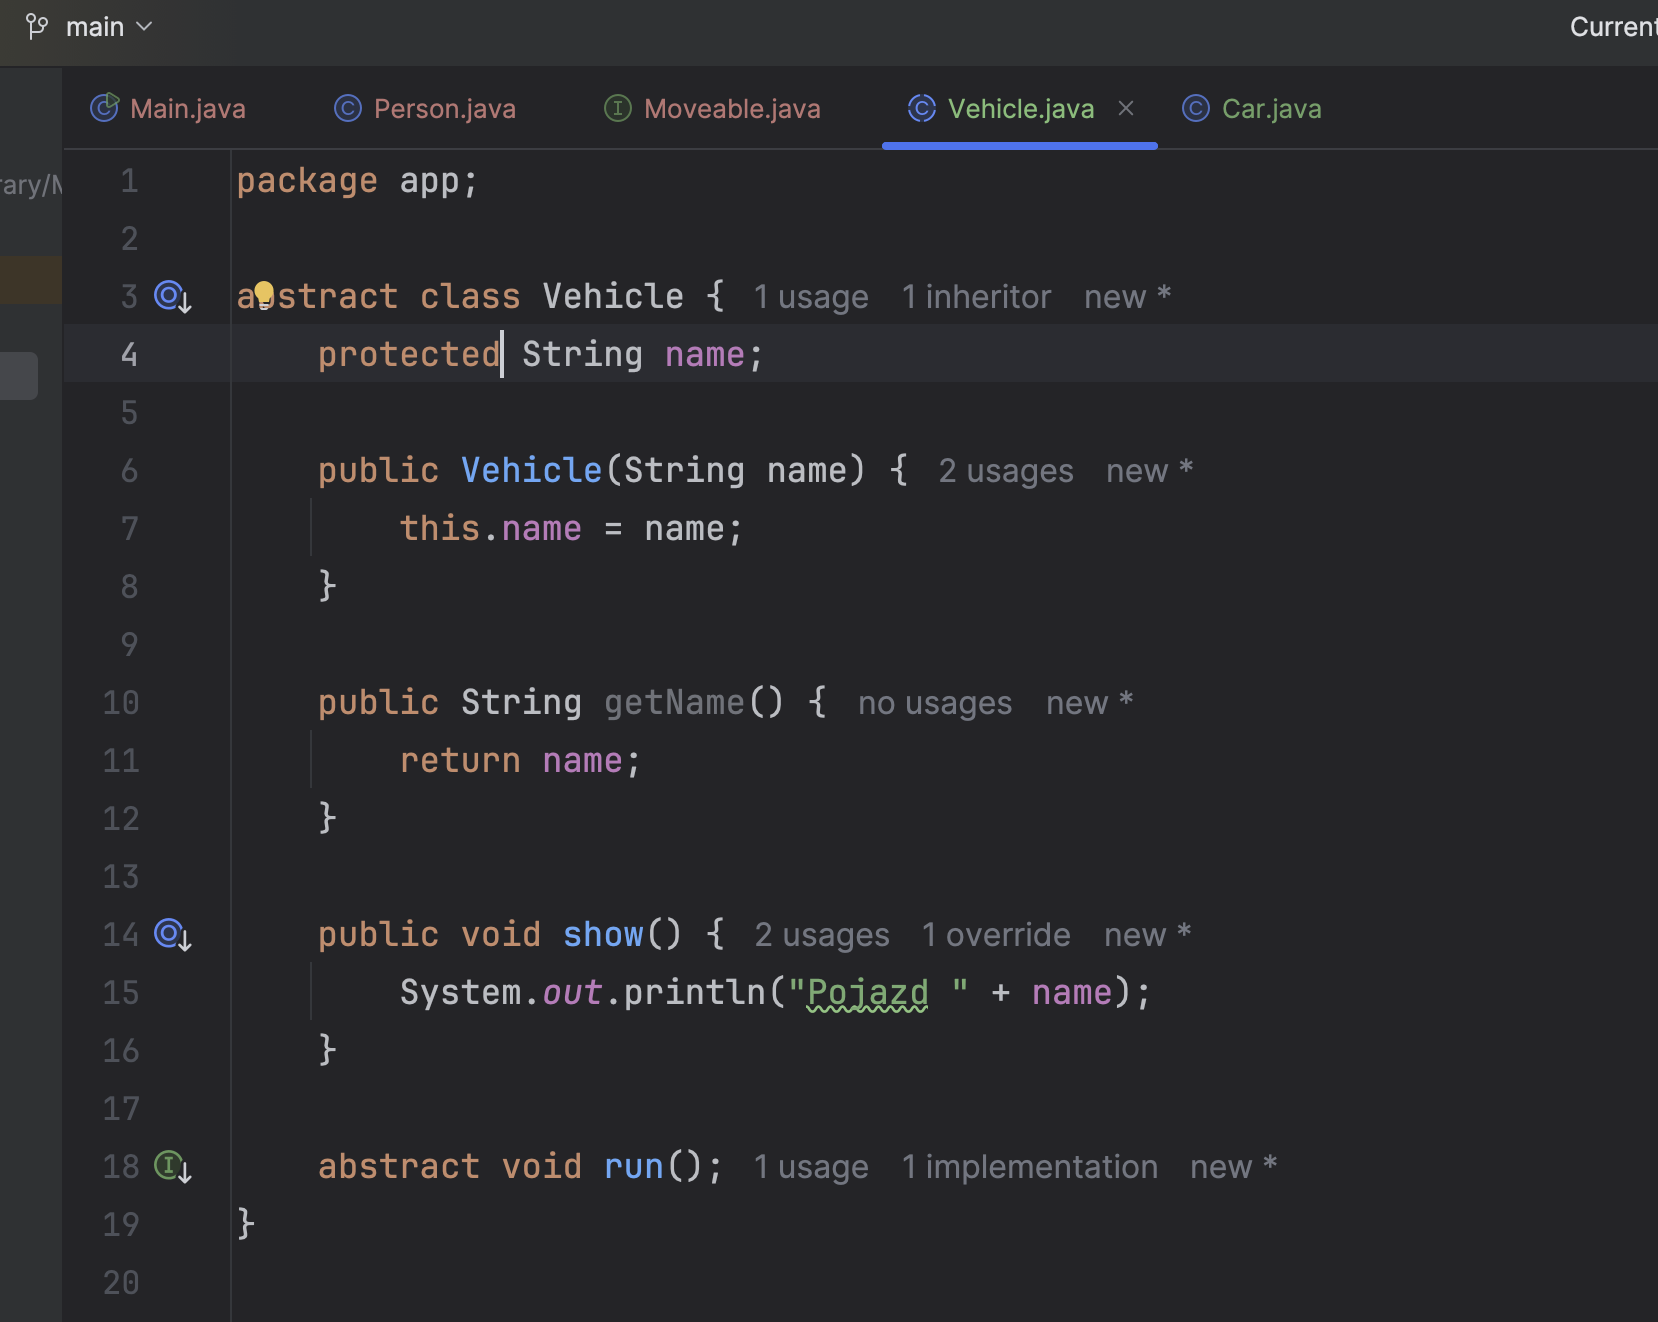 main
Current
Main.java Person.java Moveable.java Vehicle.java Car.java
1 package app;
2
3 abstract class Vehicle { 1 usage 1 inheritor new *
4 protected String name;
5
6 public Vehicle(String name) { 2 usages new *
7 this.name = name;
8 }
9
10 public String getName() { no usages new *
11 return name;
12 }
13
14 public void show() { 2 usages 1 override new *
15 System.out.println("Pojazd " + name);
16 }
17
18 abstract void run(); 1 usage 1 implementation new *
19 }
20